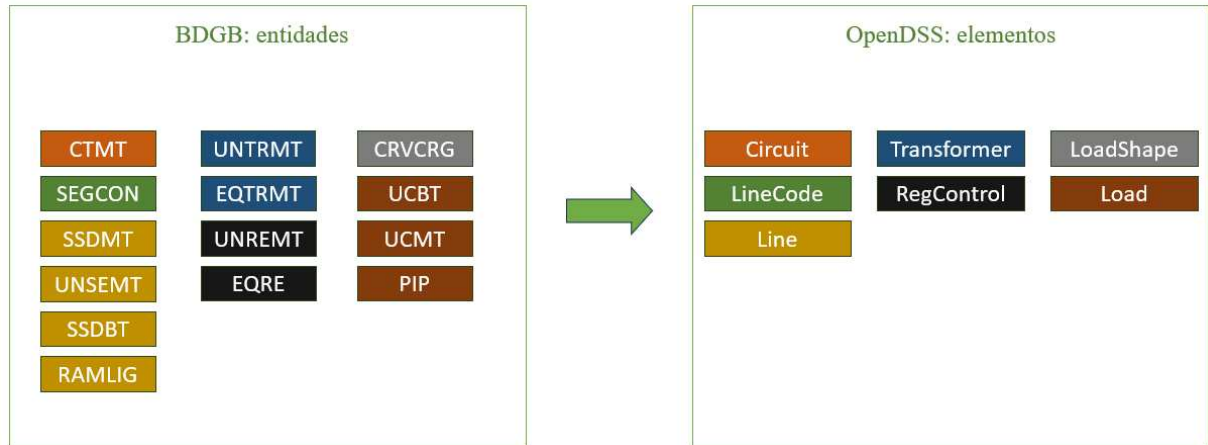 BDGB: entidades
CTMT
SEGCON
SSDMT
UNSEMT
SSDBT
RAMLIG
UNTRMT
EQTRMT
UNREMT
EQRE
CRVCRG
UCBT
UCMT
PIP
OpenDSS: elementos
Circuit
LineCode
Line
Transformer
RegControl
LoadShape
Load